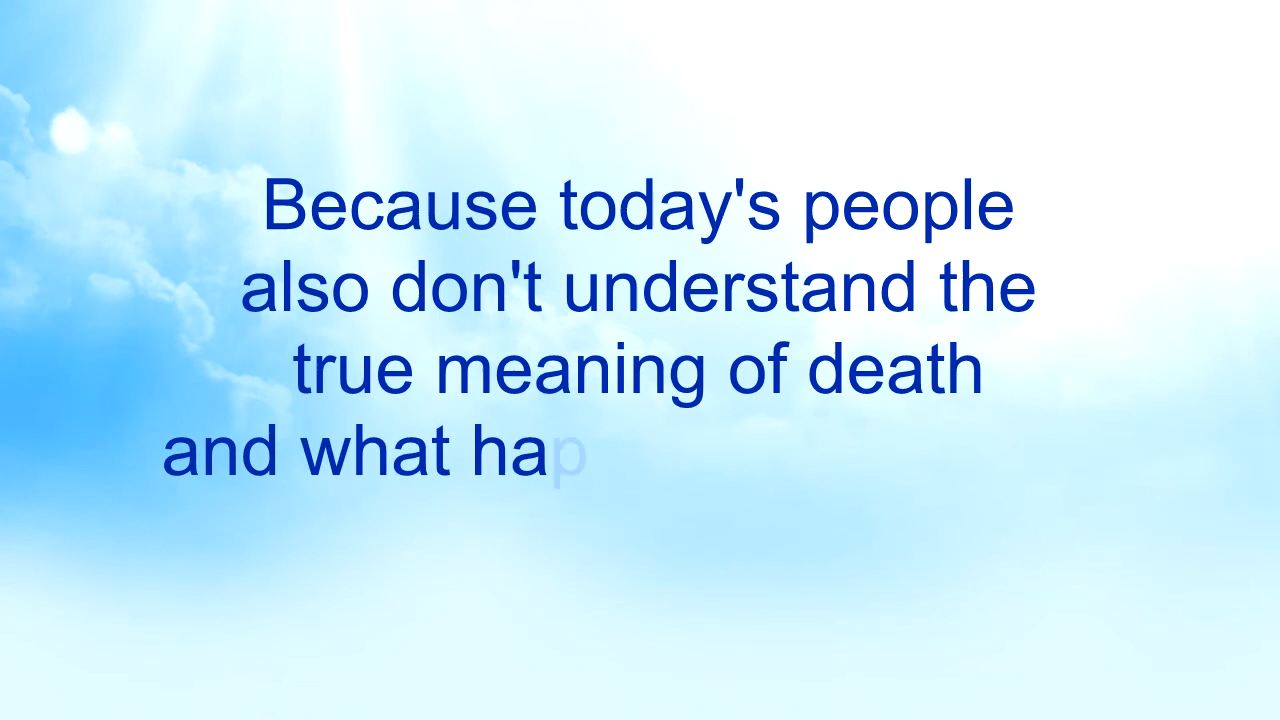 Because today's people
also don't understand the
true meaning of death
and what hap